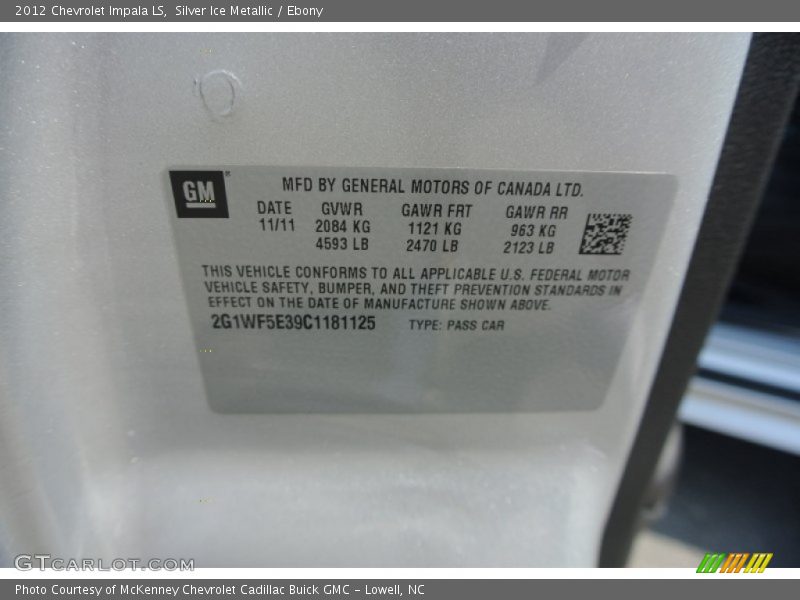 2012 Chevrolet Impala LS, Silver Ice Metallic / Ebony
GM
MFD BY GENERAL MOTORS OF CANADA LTD.
DATE GVWR GAWR FRT GAWR RR
11/11 2084 KG 1121 KG 963 KG
4593 LB 2470 LB 2123 LB
THIS VEHICLE CONFORMS TO ALL APPLICABLE U.S. FEDERAL MOTOR
VEHICLE SAFETY, BUMPER, AND THEFT PREVENTION STANDARDS IN
EFFECT ON THE DATE OF MANUFACTURE SHOWN ABOVE.
2G1WF5E39C1181125 TYPE: PASS CAR
GTCARLOT.COM
Photo Courtesy of McKenney Chevrolet Cadillac Buick GMC – Lowell, NC